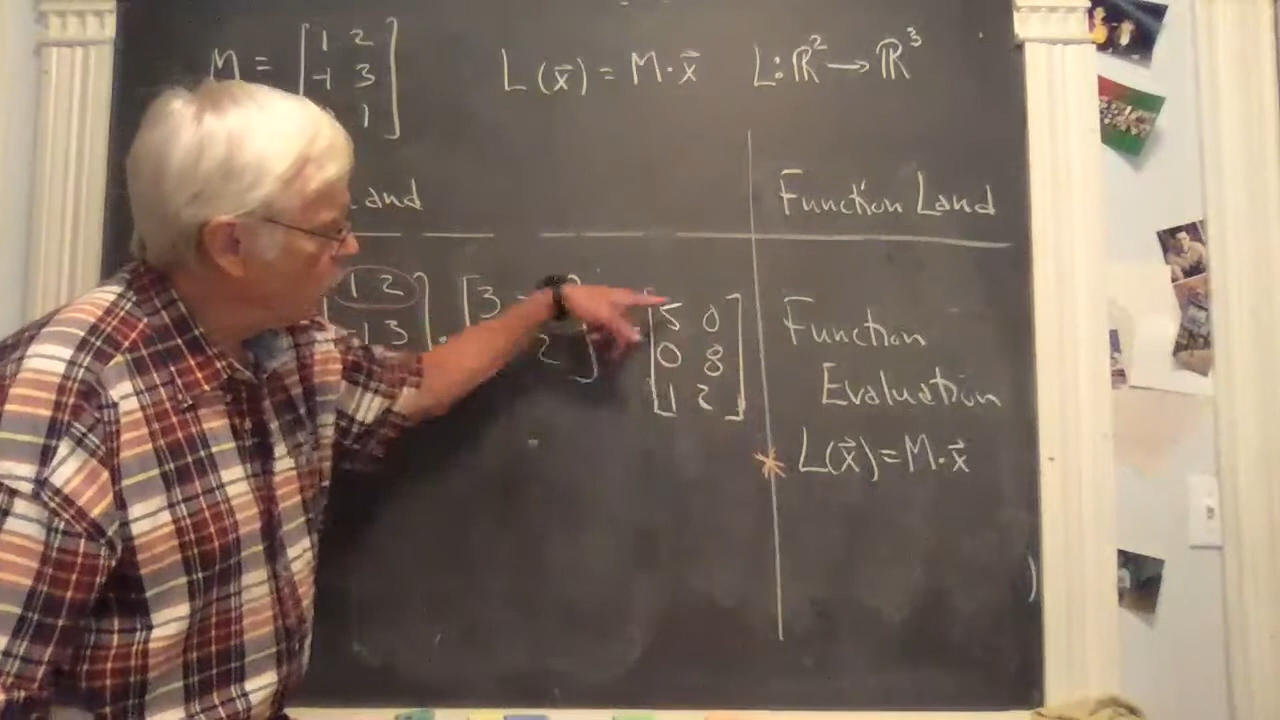 M = [1 2
-1 3
1]
L(x⃗) = M·x⃗
L: ℝ² → ℝ³
Land
Function Land
[1 2
-1 3] · [3
2] [5 0
0 8
1 2]
Function
Evaluation
* L(x⃗) = M·x⃗